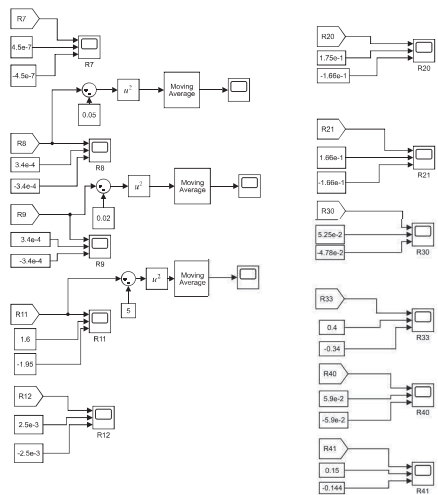 R7
4.5e-7
-4.5e-7
R7
0.05
u²
Moving
Average
R8
3.4e-4
-3.4e-4
R8
0.02
u²
Moving
Average
R9
3.4e-4
-3.4e-4
R9
5
u²
Moving
Average
R11
1.6
-1.95
R11
R12
2.5e-3
-2.5e-3
R12
R20
1.75e-1
-1.66e-1
R20
R21
1.66e-1
-1.66e-1
R21
R30
5.25e-2
-4.78e-2
R30
R33
0.4
-0.34
R33
R40
5.9e-2
-5.9e-2
R40
R41
0.15
-0.144
R41